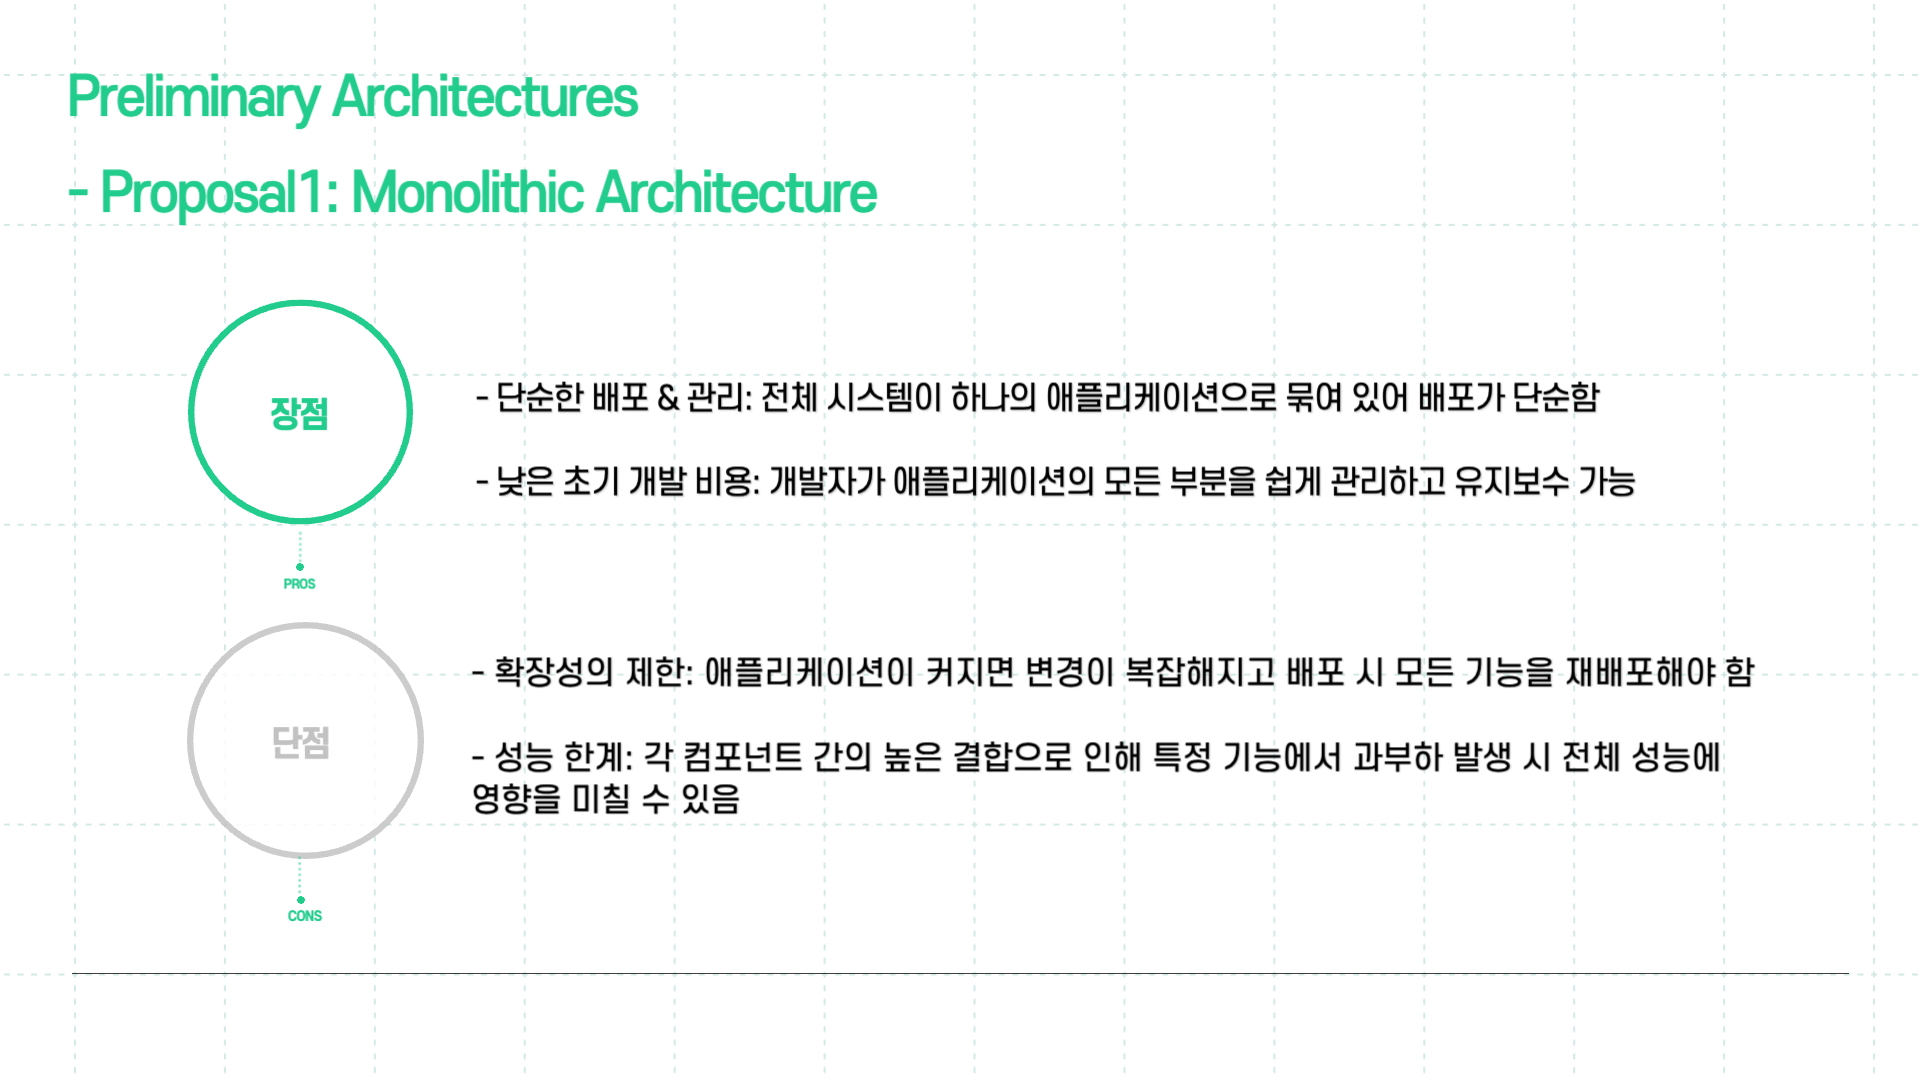 Preliminary Architectures
- Proposal1: Monolithic Architecture
장점
- 단순한 배포 & 관리: 전체 시스템이 하나의 애플리케이션으로 묶여 있어 배포가 단순함
- 낮은 초기 개발 비용: 개발자가 애플리케이션의 모든 부분을 쉽게 관리하고 유지보수 가능
PROS
단점
- 확장성의 제한: 애플리케이션이 커지면 변경이 복잡해지고 배포 시 모든 기능을 재배포해야 함
- 성능 한계: 각 컴포넌트 간의 높은 결합으로 인해 특정 기능에서 과부하 발생 시 전체 성능에
영향을 미칠 수 있음
CONS